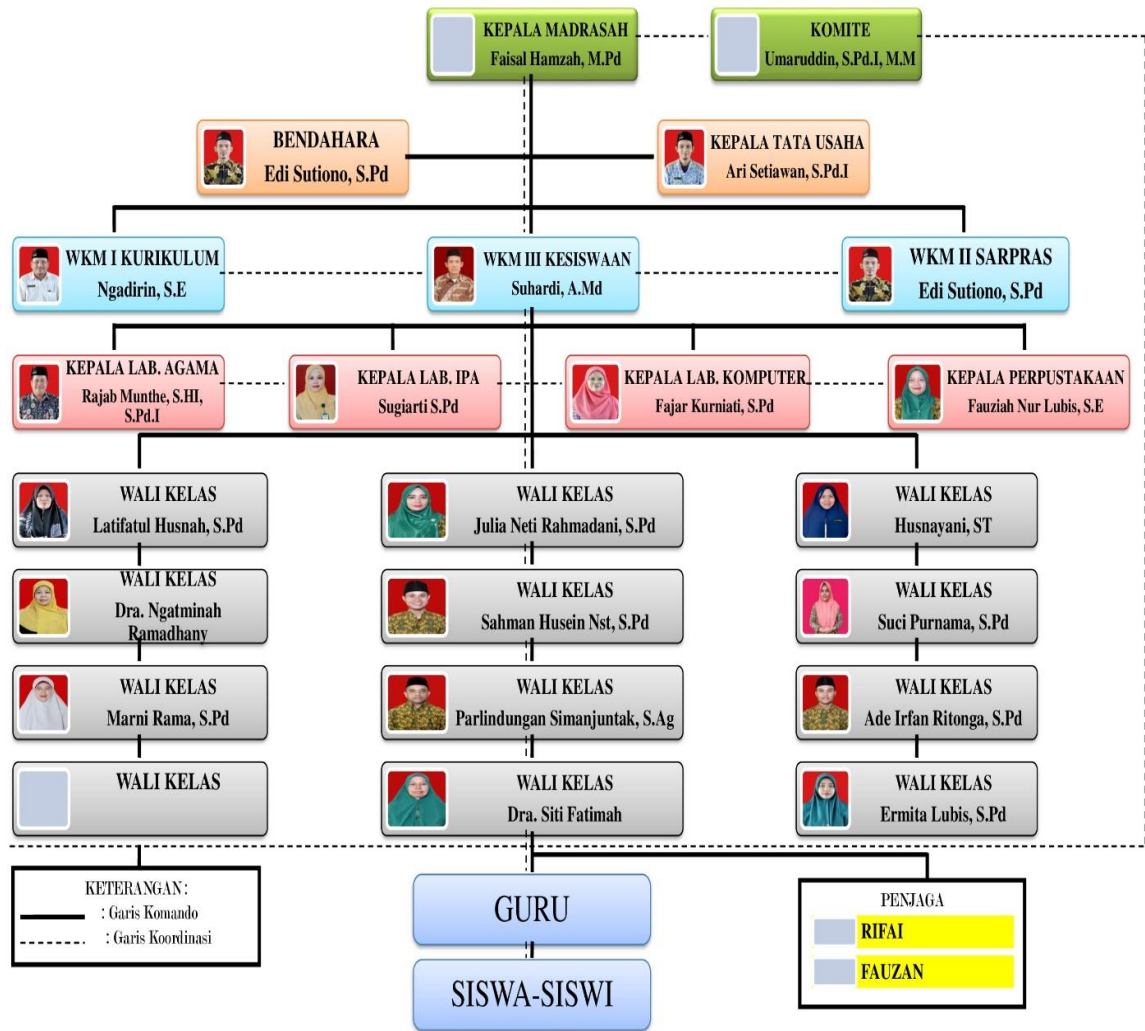 KEPALA MADRASAH
Faisal Hamzah, M.Pd
KOMITE
Umaruddin, S.Pd.I, M.M
BENDAHARA
Edi Sutiono, S.Pd
KEPALA TATA USAHA
Ari Setiawan, S.Pd.I
WKM I KURIKULUM
Ngadirin, S.E
WKM III KESISWAAN
Suhardi, A.Md
WKM II SARPRAS
Edi Sutiono, S.Pd
KEPALA LAB. AGAMA
Rajab Munthe, S.HI,
S.Pd.I
KEPALA LAB. IPA
Sugiarti S.Pd
KEPALA LAB. KOMPUTER
Fajar Kurniati, S.Pd
KEPALA PERPUSTAKAAN
Fauziah Nur Lubis, S.E
WALI KELAS
Latifatul Husnah, S.Pd
WALI KELAS
Julia Neti Rahmadani, S.Pd
WALI KELAS
Husnayani, ST
WALI KELAS
Dra. Ngatminah
Ramadhany
WALI KELAS
Sahman Husein Nst, S.Pd
WALI KELAS
Suci Purnama, S.Pd
WALI KELAS
Marni Rama, S.Pd
WALI KELAS
Parlindungan Simanjuntak, S.Ag
WALI KELAS
Ade Irfan Ritonga, S.Pd
WALI KELAS
WALI KELAS
Dra. Siti Fatimah
WALI KELAS
Ermita Lubis, S.Pd
KETERANGAN :
: Garis Komando
: Garis Koordinasi
GURU
SISWA-SISWI
PENJAGA
RIFAI
FAUZAN